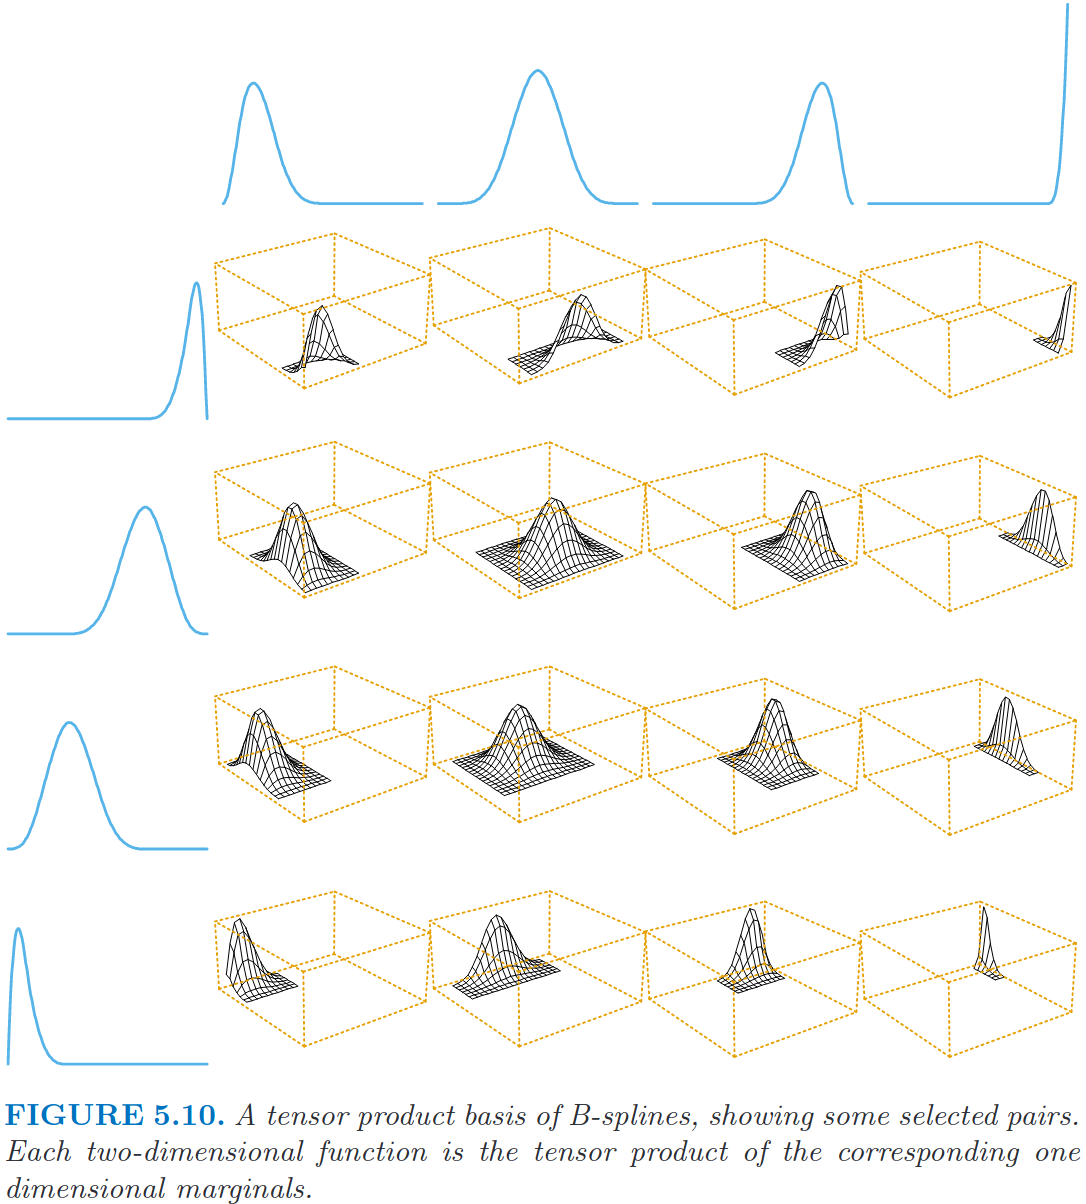 FIGURE 5.10. A tensor product basis of B-splines, showing some selected pairs.
Each two-dimensional function is the tensor product of the corresponding one
dimensional marginals.